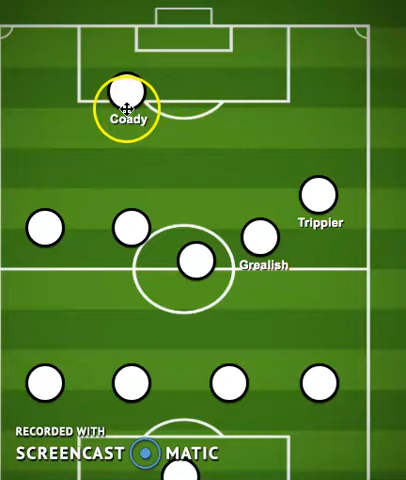 Coady
Trippier
Grealish
RECORDED WITH
SCREENCAST MATIC